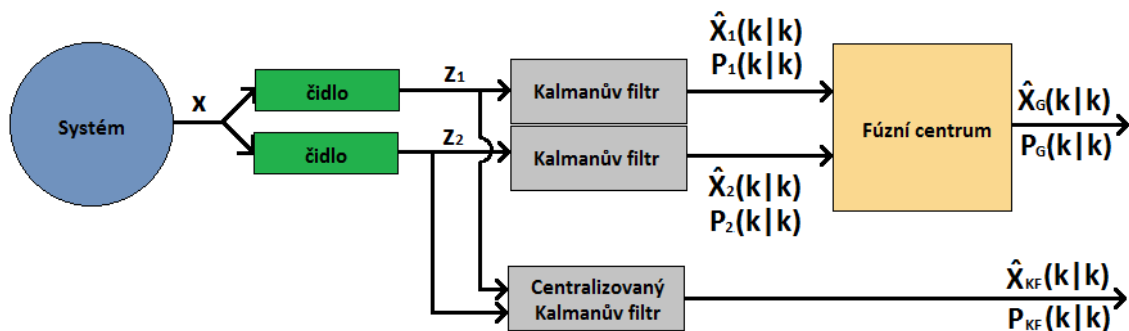 Systém
x
čidlo
čidlo
z₁
z₂
Kalmanův filtr
Kalmanův filtr
X̂₁(k|k)
P₁(k|k)
X̂₂(k|k)
P₂(k|k)
Fúzní centrum
X̂G(k|k)
PG(k|k)
Centralizovaný
Kalmanův filtr
X̂KF(k|k)
PKF(k|k)